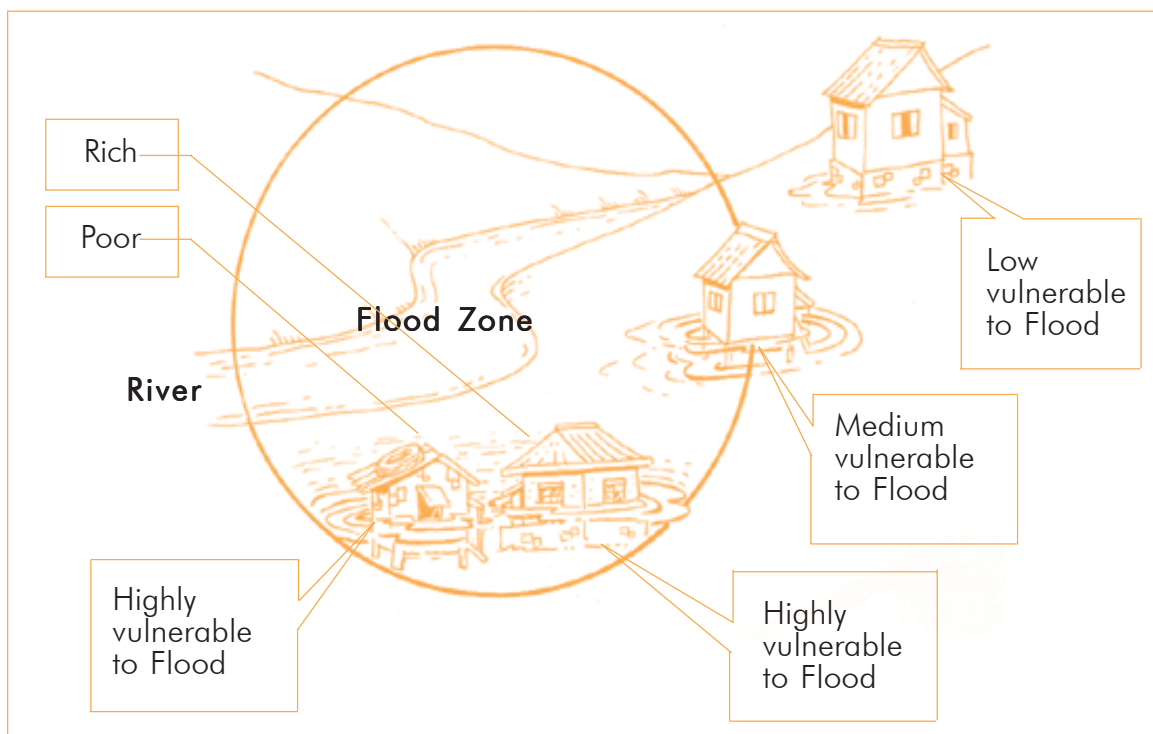 Rich
Poor
Flood Zone
River
Low
vulnerable
to Flood
Medium
vulnerable
to Flood
Highly
vulnerable
to Flood
Highly
vulnerable
to Flood